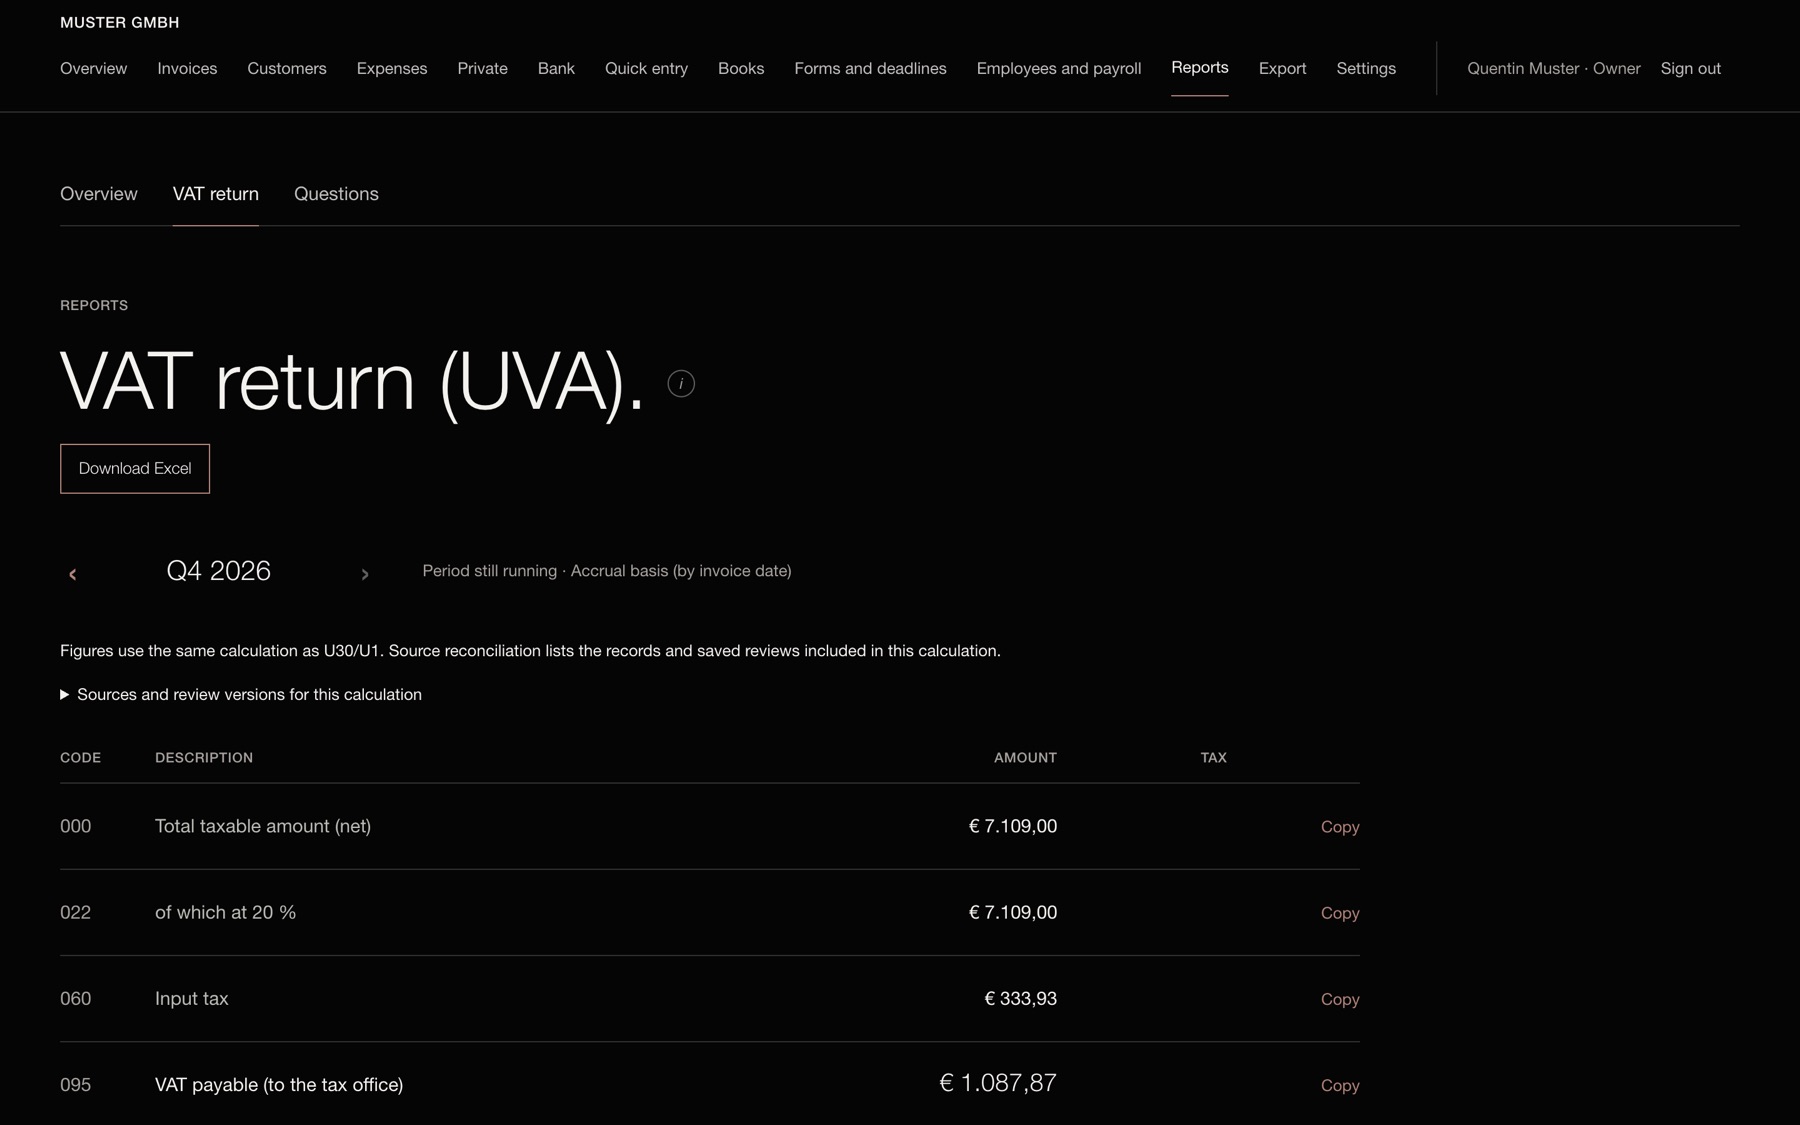 MUSTER GMBH
Overview Invoices Customers Expenses Private Bank Quick entry Books Forms and deadlines Employees and payroll Reports Export Settings Quentin Muster · Owner Sign out
Overview VAT return Questions
REPORTS
VAT return (UVA). i
Download Excel
‹ Q4 2026 › Period still running · Accrual basis (by invoice date)
Figures use the same calculation as U30/U1. Source reconciliation lists the records and saved reviews included in this calculation.
▶ Sources and review versions for this calculation
CODE DESCRIPTION AMOUNT TAX
000 Total taxable amount (net) € 7.109,00 Copy
022 of which at 20 % € 7.109,00 Copy
060 Input tax € 333,93 Copy
095 VAT payable (to the tax office) € 1.087,87 Copy